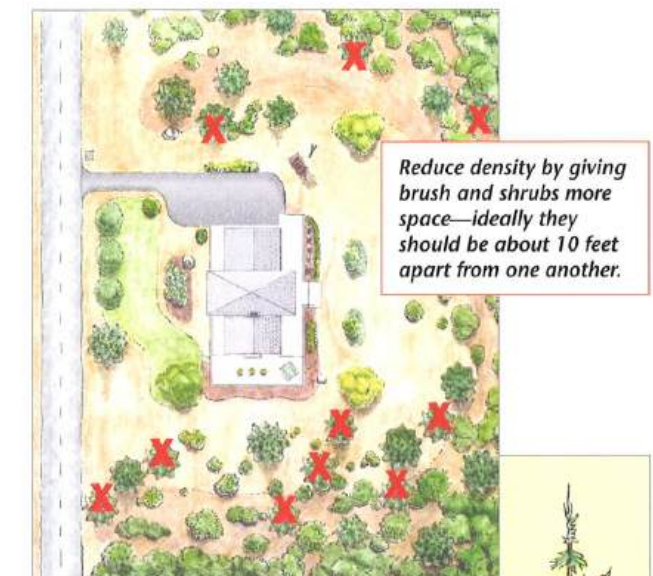 Reduce density by giving
brush and shrubs more
space—ideally they
should be about 10 feet
apart from one another.